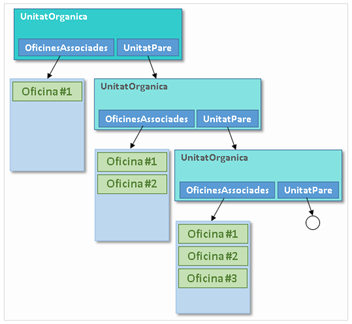 UnitatOrganica
OficinesAssociades UnitatPare
Oficina #1
UnitatOrganica
OficinesAssociades UnitatPare
Oficina #1
Oficina #2
UnitatOrganica
OficinesAssociades UnitatPare
Oficina #1
Oficina #2
Oficina #3